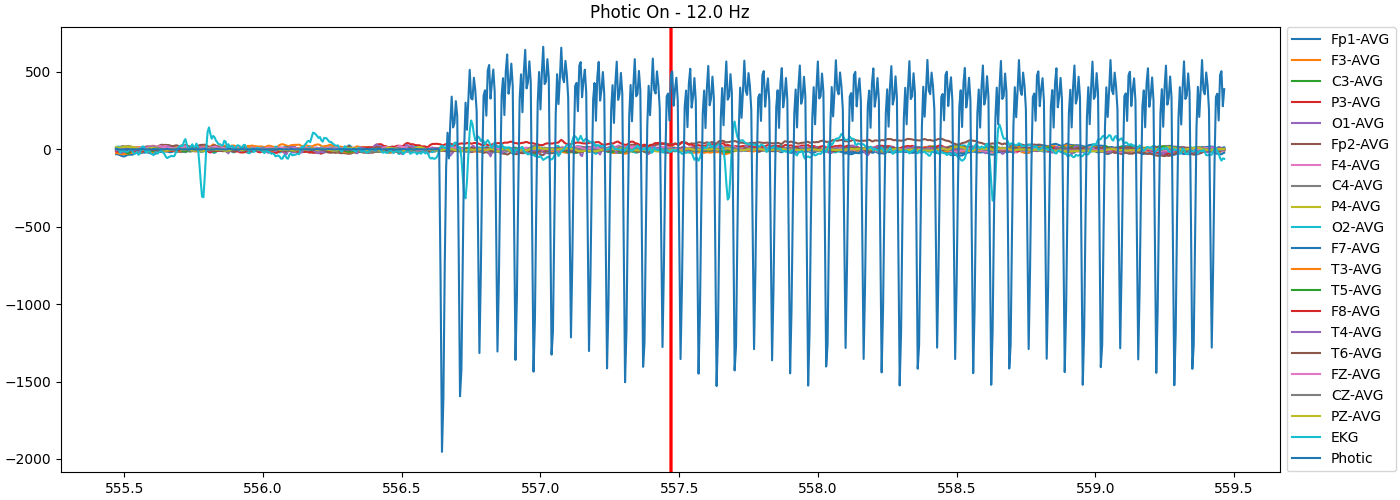 Photic On - 12.0 Hz
500
0
−500
−1000
−1500
−2000
555.5 556.0 556.5 557.0 557.5 558.0 558.5 559.0 559.5
Fp1-AVG
F3-AVG
C3-AVG
P3-AVG
O1-AVG
Fp2-AVG
F4-AVG
C4-AVG
P4-AVG
O2-AVG
F7-AVG
T3-AVG
T5-AVG
F8-AVG
T4-AVG
T6-AVG
FZ-AVG
CZ-AVG
PZ-AVG
EKG
Photic